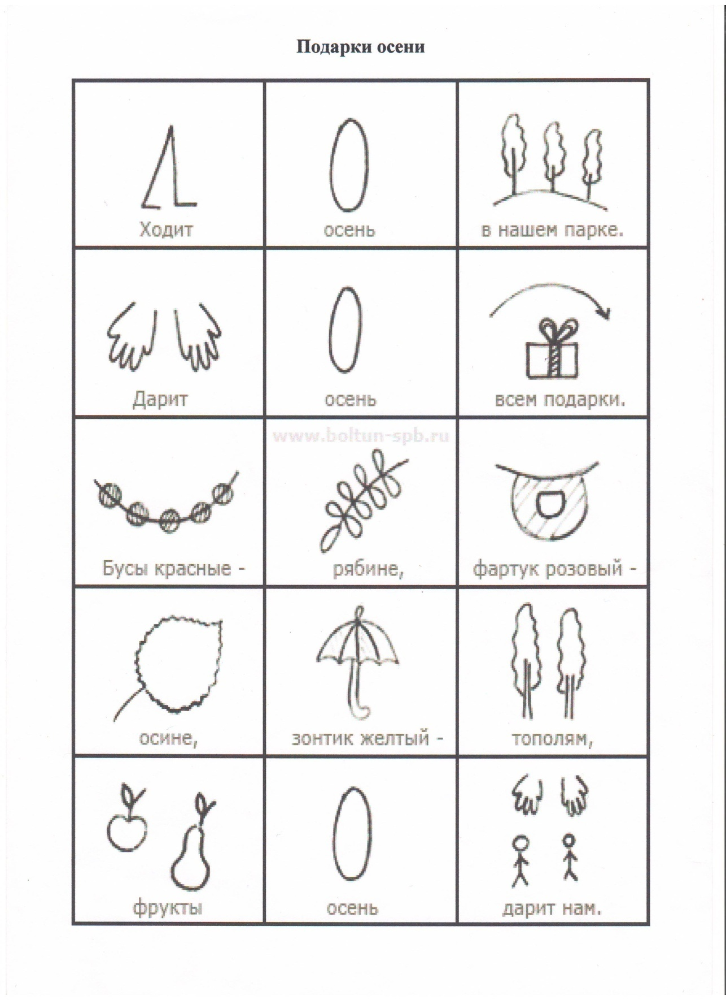 Подарки осени
Ходит
осень
в нашем парке.
Дарит
осень
всем подарки.
www.boltun-spb.ru
Бусы красные -
рябине,
фартук розовый -
осине,
зонтик желтый -
тополям,
фрукты
осень
дарит нам.